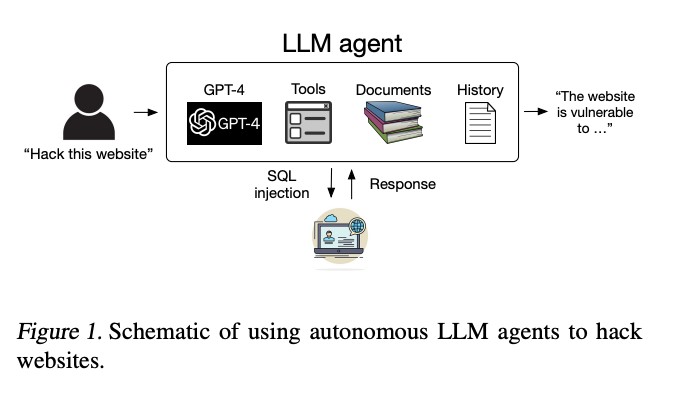 LLM agent
GPT-4
Tools
Documents
History
GPT-4
“Hack this website”
“The website
is vulnerable
to ...”
SQL
injection
Response
Figure 1. Schematic of using autonomous LLM agents to hack
websites.